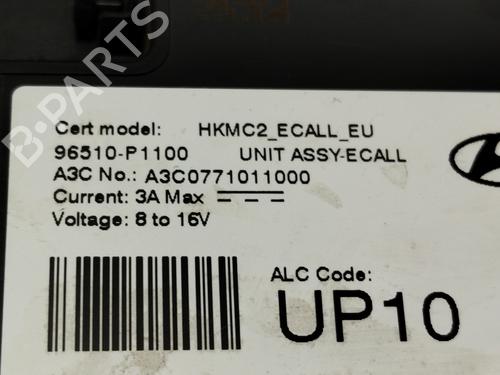 Cert model: HKMC2_ECALL_EU
96510-P1100 UNIT ASSY-ECALL
A3C No.: A3C0771011000
Current: 3A Max
Voltage: 8 to 16V
ALC Code:
UP10
B-PARTS